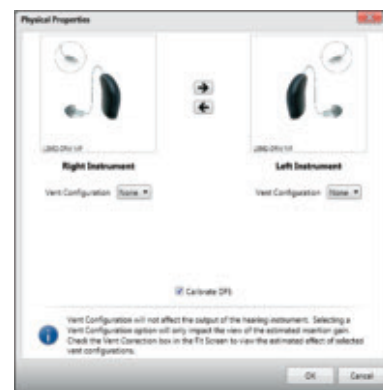 Physical Properties
Right Instrument
Left Instrument
Vent Configuration None
Vent Configuration None
Calibrate DFS
Vent Configuration will not affect the output of the hearing instrument. Selecting a
Vent Configuration option will only impact the view of the estimated insertion gain.
Check the Vent Correction box in the Fit Screen to view the estimated effect of selected
vent configurations.
OK
Cancel